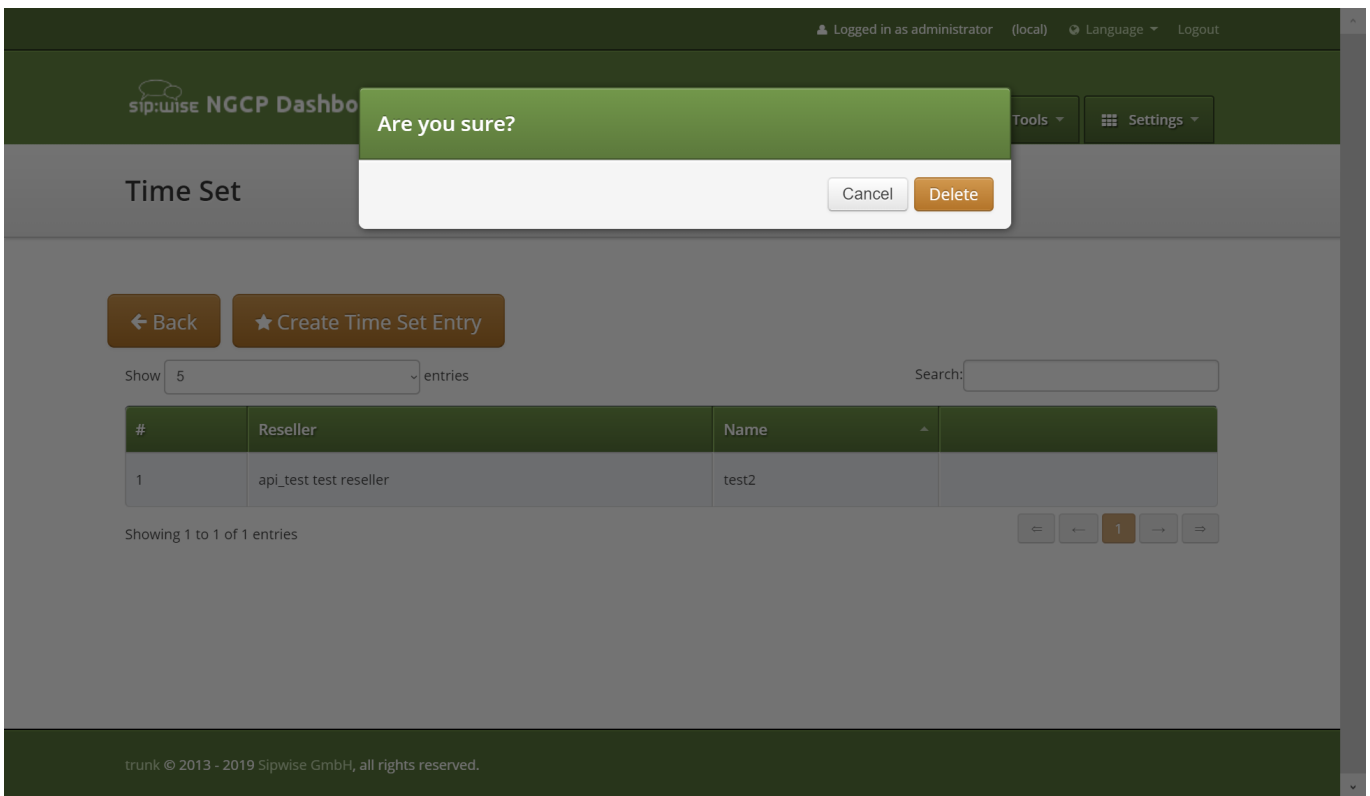 Logged in as administrator (local) Language Logout
sip:wise NGCP Dashbo
Are you sure?
Tools Settings
Time Set
Cancel Delete
← Back ★ Create Time Set Entry
Show 5 entries Search:
# Reseller Name
1 api_test test reseller test2
Showing 1 to 1 of 1 entries ⇐ ← 1 → ⇒
trunk © 2013 - 2019 Sipwise GmbH, all rights reserved.